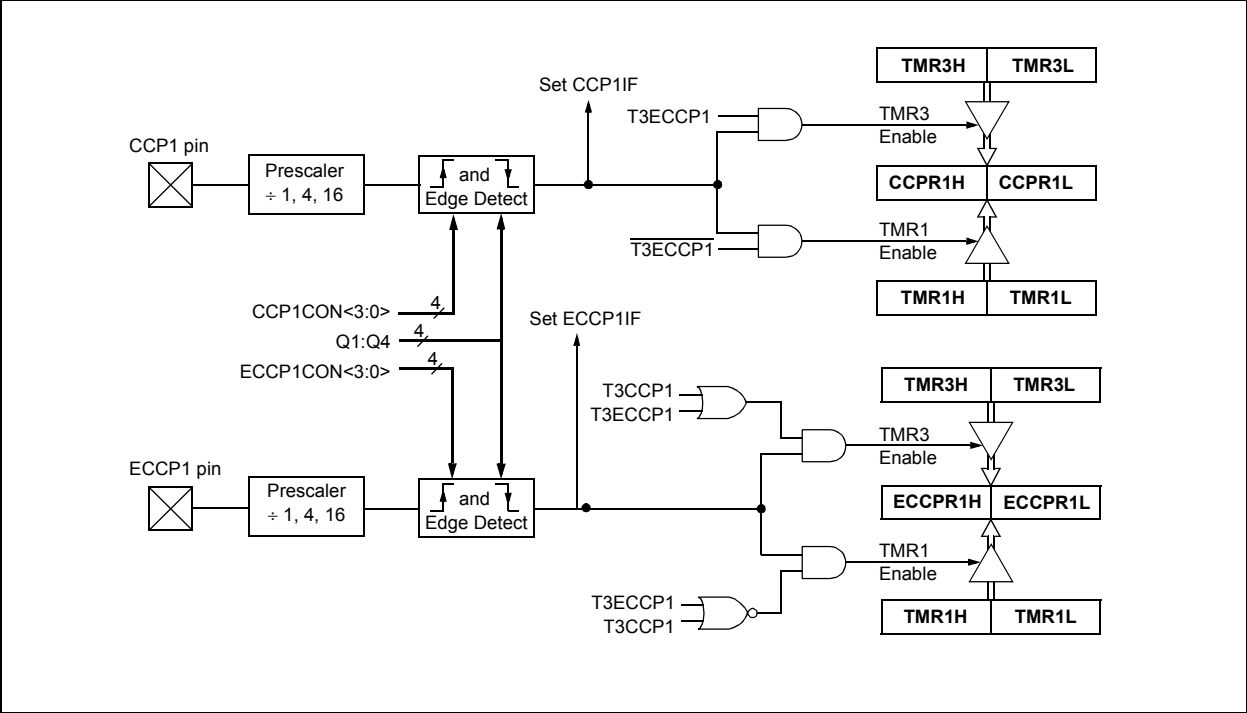 TMR3H TMR3L
Set CCP1IF
T3ECCP1
TMR3
Enable
CCP1 pin
Prescaler
÷ 1, 4, 16
and
Edge Detect
CCPR1H CCPR1L
T3ECCP1
TMR1
Enable
TMR1H TMR1L
CCP1CON<3:0> 4
Q1:Q4 4
ECCP1CON<3:0> 4
Set ECCP1IF
TMR3H TMR3L
T3CCP1
T3ECCP1
TMR3
Enable
ECCP1 pin
Prescaler
÷ 1, 4, 16
and
Edge Detect
ECCPR1H ECCPR1L
TMR1
Enable
T3ECCP1
T3CCP1
TMR1H TMR1L